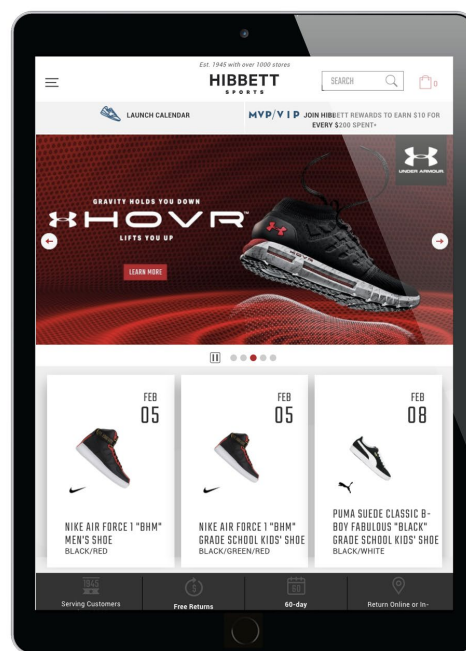 Est. 1945 with over 1000 stores
HIBBETT
SPORTS
SEARCH
0
LAUNCH CALENDAR
MVP/VIP JOIN HIBBETT REWARDS TO EARN $10 FOR
EVERY $200 SPENT*
UNDER ARMOUR
GRAVITY HOLDS YOU DOWN
HOVR™
LIFTS YOU UP
LEARN MORE
FEB
05
NIKE AIR FORCE 1 "BHM"
MEN'S SHOE
BLACK/RED
FEB
05
NIKE AIR FORCE 1 "BHM"
GRADE SCHOOL KIDS' SHOE
BLACK/GREEN/RED
FEB
08
PUMA SUEDE CLASSIC B-
BOY FABULOUS "BLACK"
GRADE SCHOOL KIDS' SHOE
BLACK/WHITE
1945
Serving Customers
$
Free Returns
60
60-day
Return Online or In-